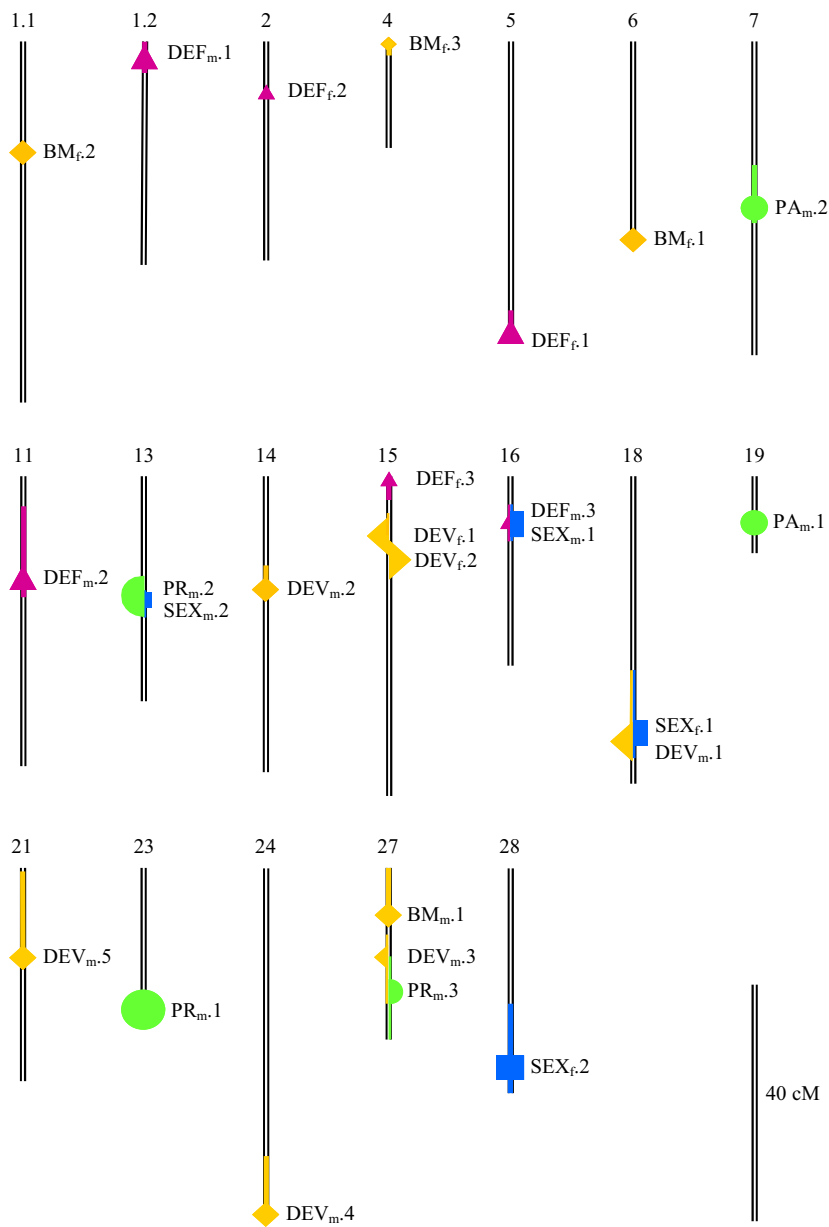 1.1 1.2 2 4 5 6 7
DEFm.1
BMf.3
DEFf.2
BMf.2
PAm.2
BMf.1
DEFf.1
11 13 14 15 16 18 19
DEFf.3
DEFm.3
SEXm.1
PAm.1
DEVf.1
DEVf.2
DEFm.2
PRm.2
SEXm.2
DEVm.2
SEXf.1
DEVm.1
21 23 24 27 28
BMm.1
DEVm.5
DEVm.3
PRm.3
PRm.1
SEXf.2
40 cM
DEVm.4